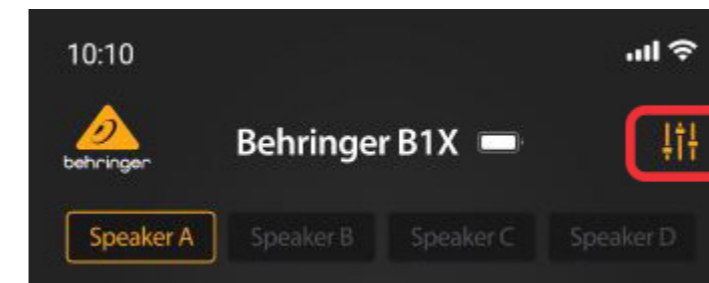 10:10
behringer
Behringer B1X
Speaker A Speaker B Speaker C Speaker D